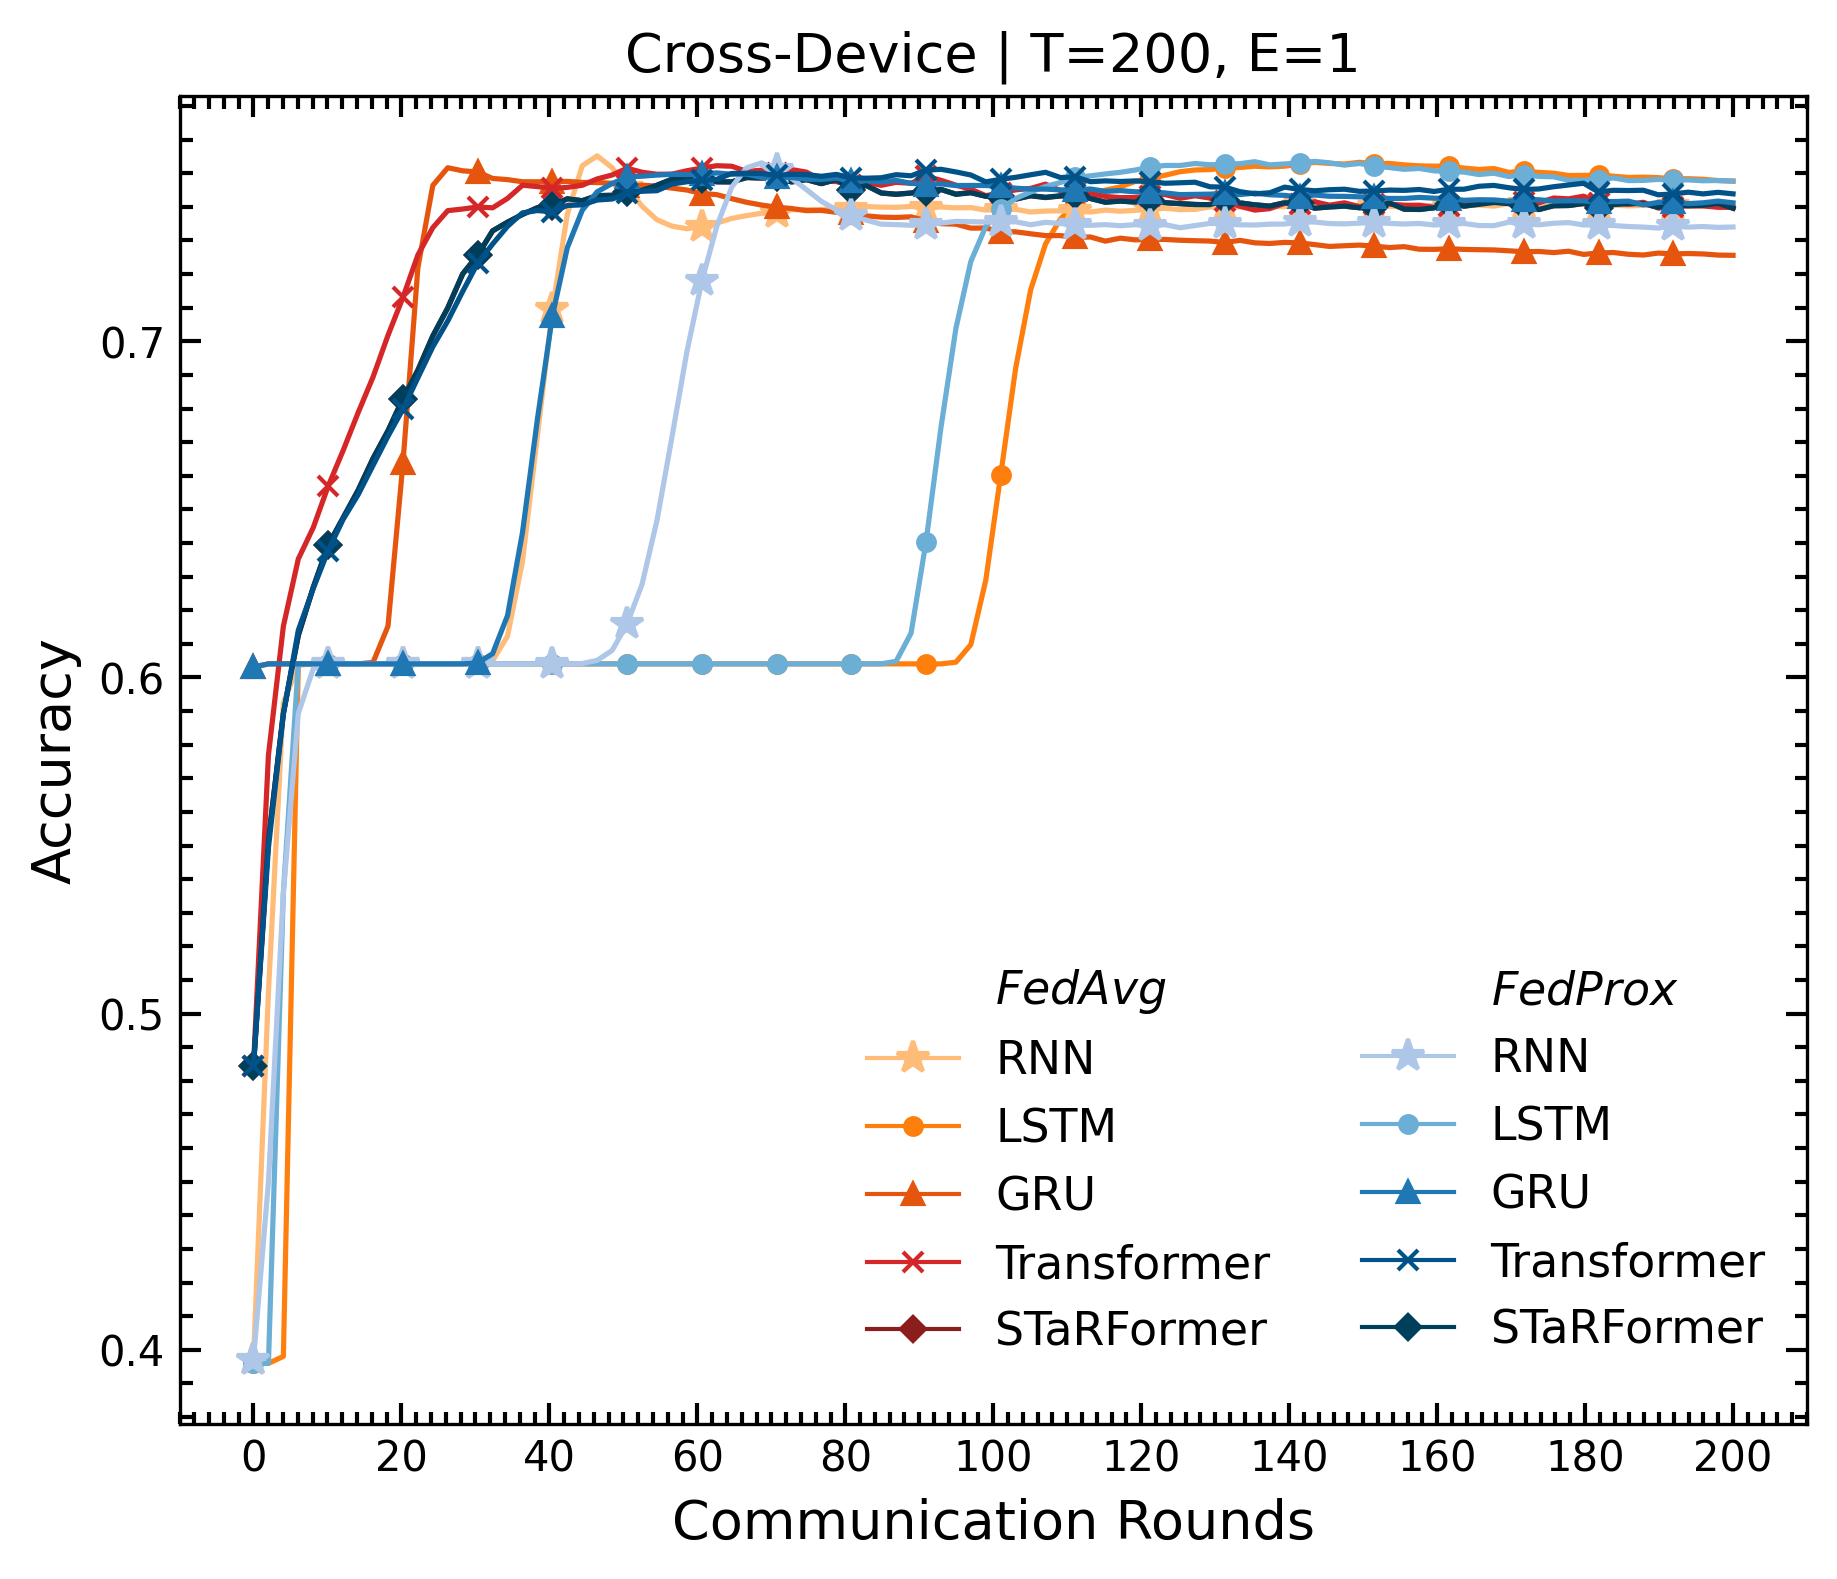 Cross-Device | T=200, E=1
Accuracy
0.7
0.6
0.5
0.4
FedAvg
RNN
LSTM
GRU
Transformer
STaRFormer
FedProx
RNN
LSTM
GRU
Transformer
STaRFormer
0 20 40 60 80 100 120 140 160 180 200
Communication Rounds